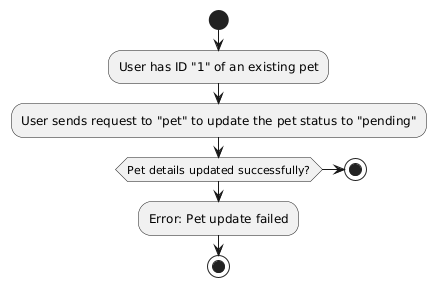 User has ID "1" of an existing pet
User sends request to "pet" to update the pet status to "pending"
Pet details updated successfully?
Error: Pet update failed